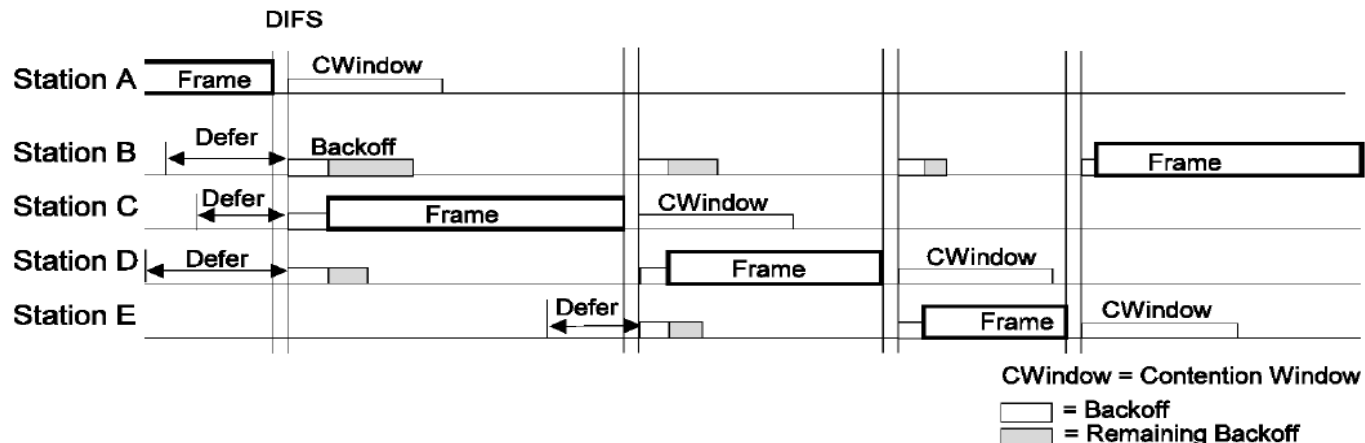 DIFS
Station A Frame CWindow
Station B Defer Backoff Frame
Station C Defer Frame CWindow
Station D Defer Frame CWindow
Station E Defer Frame CWindow
CWindow = Contention Window
= Backoff
= Remaining Backoff